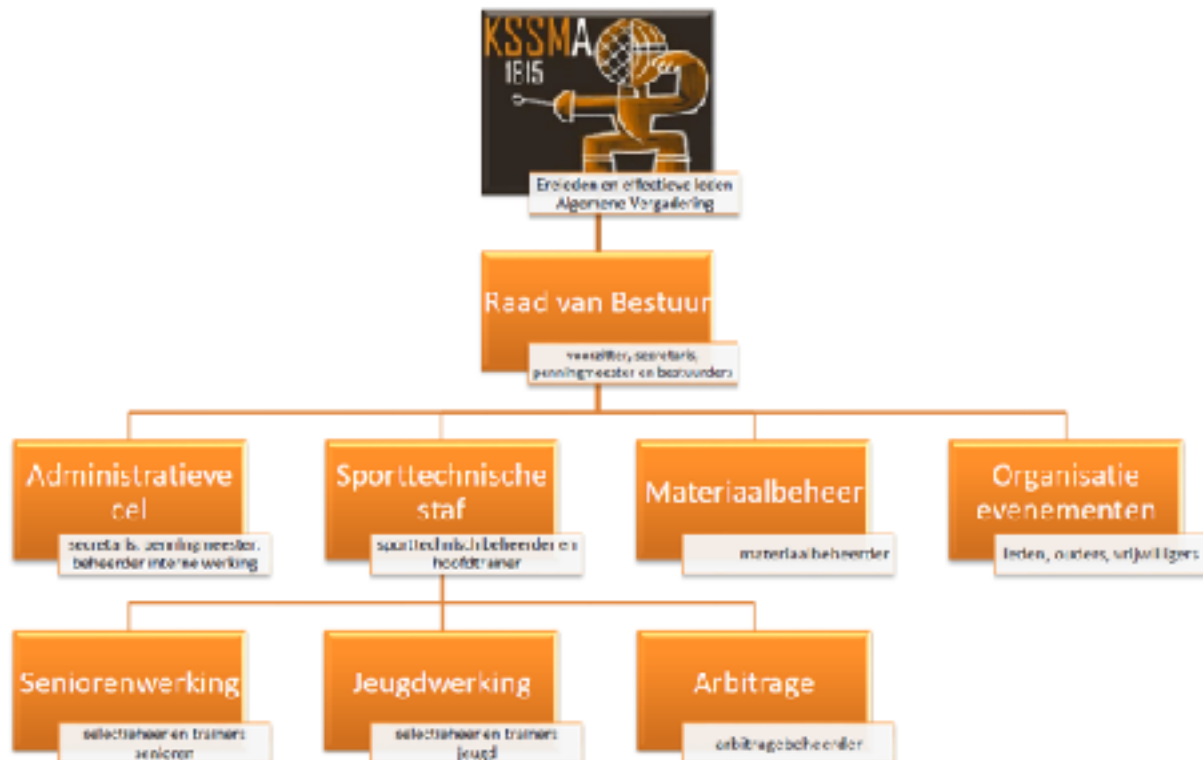 KSSMA
1815
Ereleden en effectieve leden
Algemene Vergadering
Raad van Bestuur
voorzitter, secretaris,
penningmeester en bestuurders
Administratieve
cel
secretaris, penningmeester,
beheerder interne werking
Sporttechnische
staf
sporttechnisch beheerder en
hoofdtrainer
Materiaalbeheer
materiaalbeheerder
Organisatie
evenementen
leden, ouders, vrijwilligers
Seniorenwerking
selectieheer en trainers
senioren
Jeugdwerking
selectieheer en trainers
jeugd
Arbitrage
arbitragebeheerder